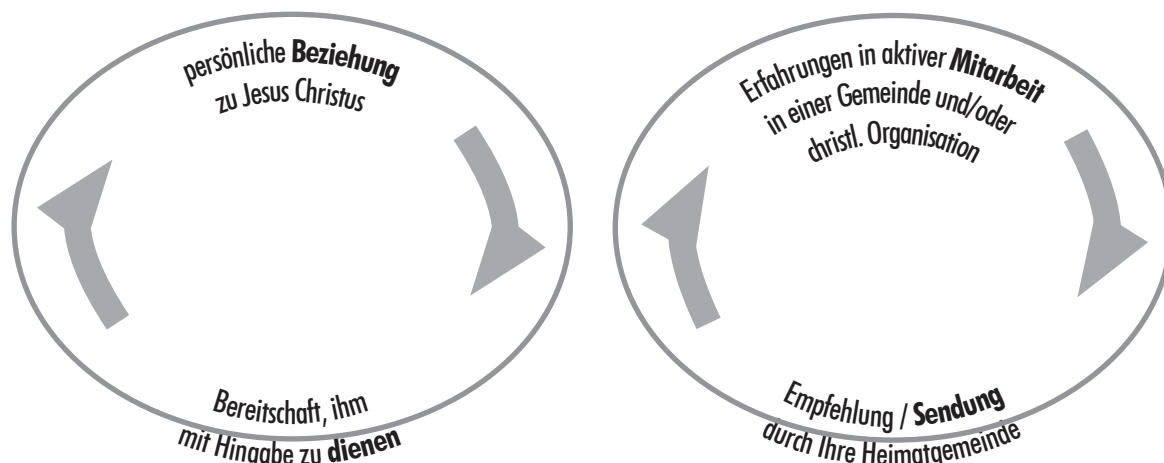 persönliche Beziehung
zu Jesus Christus
Bereitschaft, ihm
mit Hingabe zu dienen
Erfahrungen in aktiver Mitarbeit
in einer Gemeinde und/oder
christl. Organisation
Empfehlung / Sendung
durch Ihre Heimatgemeinde